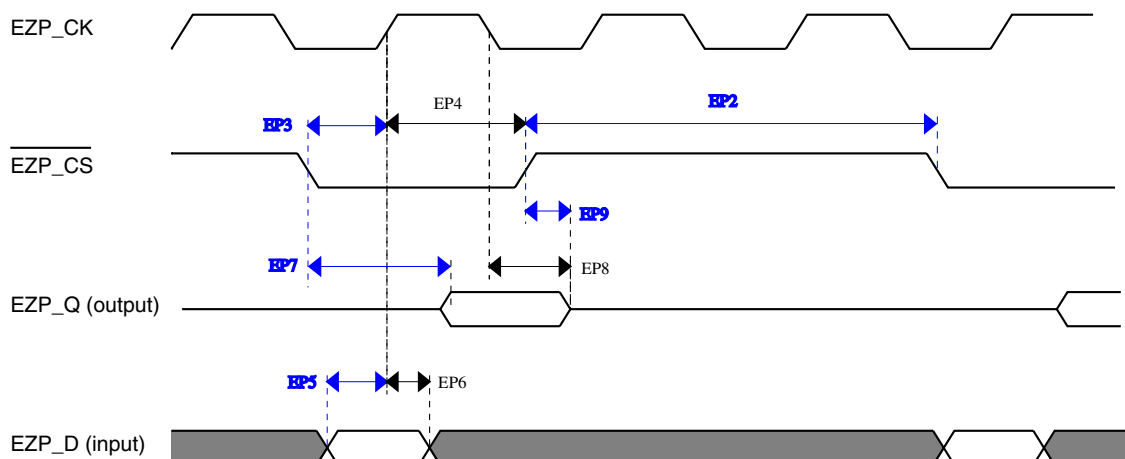 EZP_CK
EP4
EP2
EP3
EZP_CS
EP9
EP7
EP8
EZP_Q (output)
EP5
EP6
EZP_D (input)